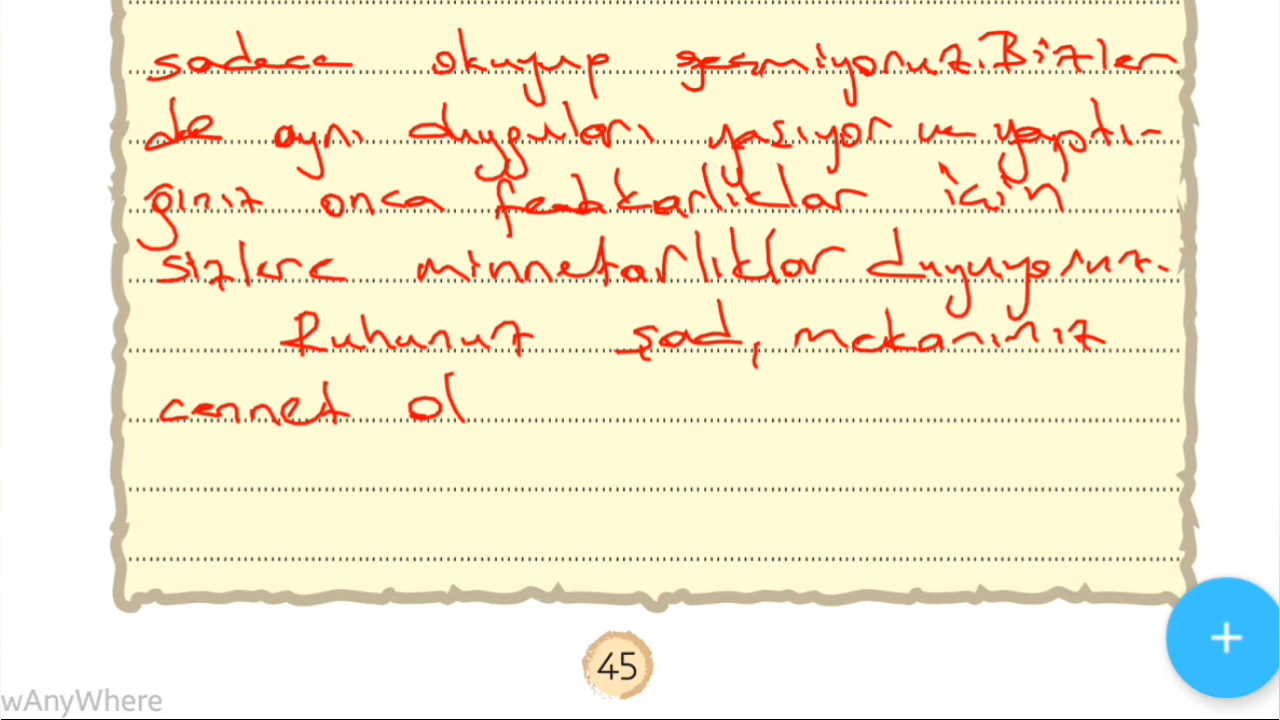 sadece okuyup geçmiyoruz. Bizler
de aynı duyguları yaşıyor ve yaptı-
ğınız onca fedakarlıklar için
sizlere minnetarlıklar duyuyoruz.
Ruhunuz şad, mekanınız
cennet ol
45
wAnyWhere